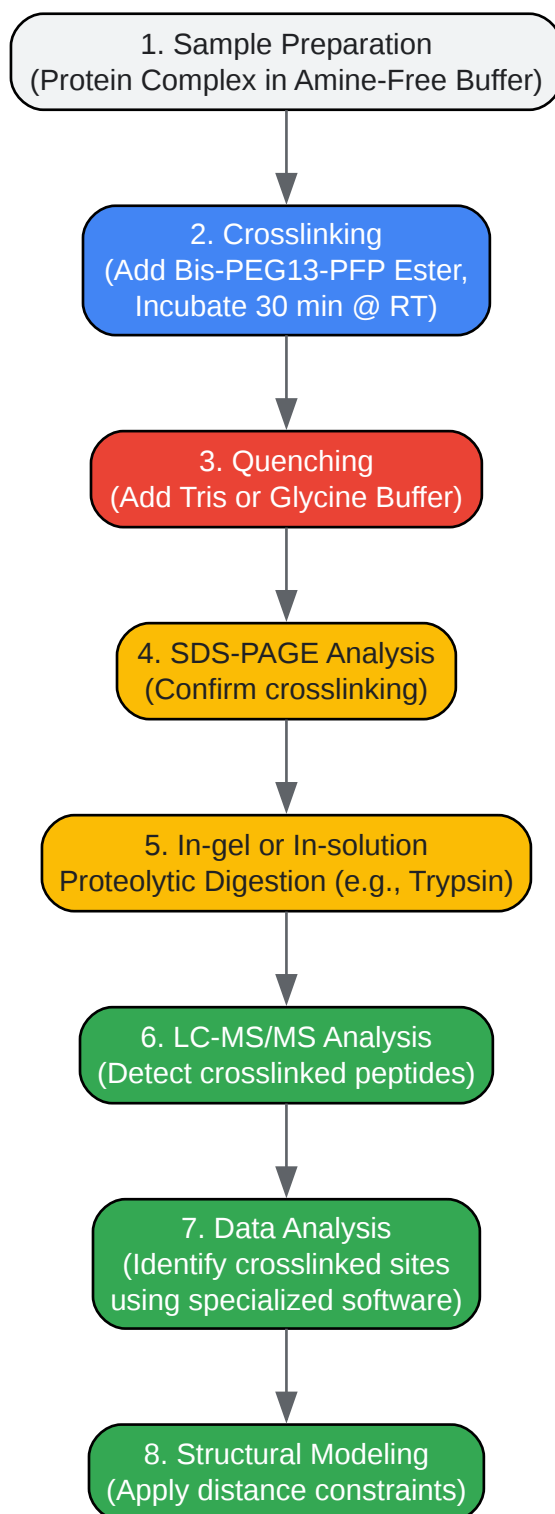 1. Sample Preparation
(Protein Complex in Amine-Free Buffer)
2. Crosslinking
(Add Bis-PEG13-PFP Ester,
Incubate 30 min @ RT)
3. Quenching
(Add Tris or Glycine Buffer)
4. SDS-PAGE Analysis
(Confirm crosslinking)
5. In-gel or In-solution
Proteolytic Digestion (e.g., Trypsin)
6. LC-MS/MS Analysis
(Detect crosslinked peptides)
7. Data Analysis
(Identify crosslinked sites
using specialized software)
8. Structural Modeling
(Apply distance constraints)